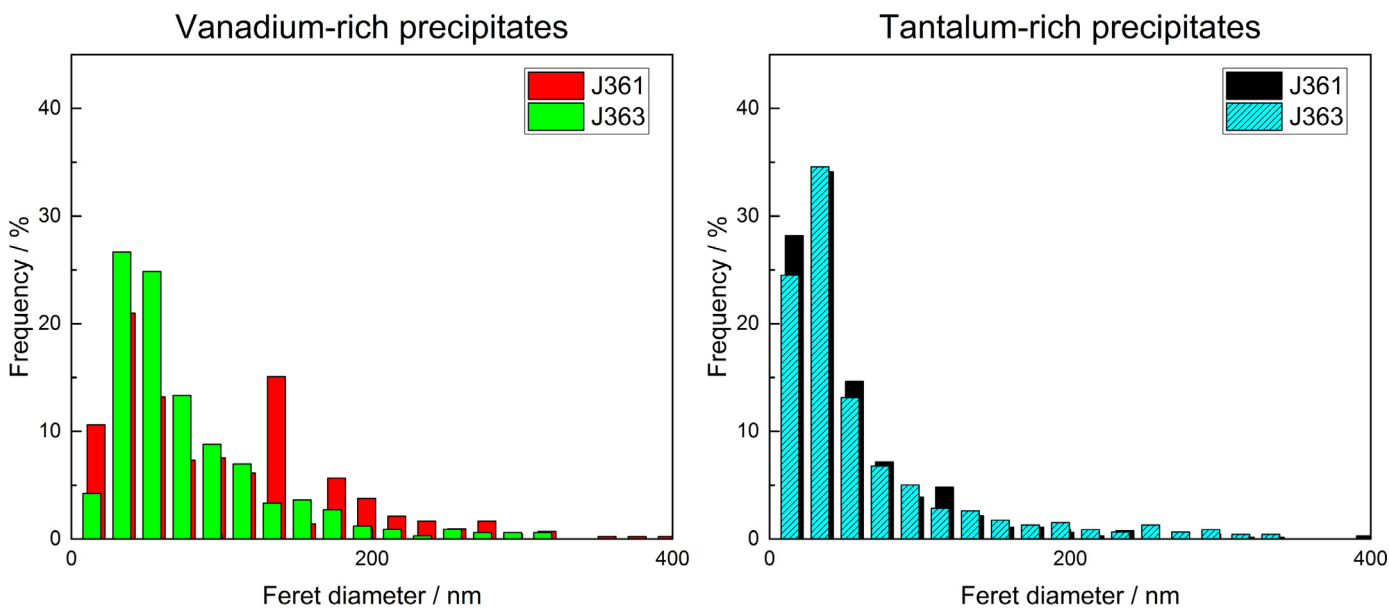 Vanadium-rich precipitates
J361
J363
40
30
20
10
0
Frequency / %
0
200
400
Feret diameter / nm
Tantalum-rich precipitates
J361
J363
40
30
20
10
0
Frequency / %
0
200
400
Feret diameter / nm